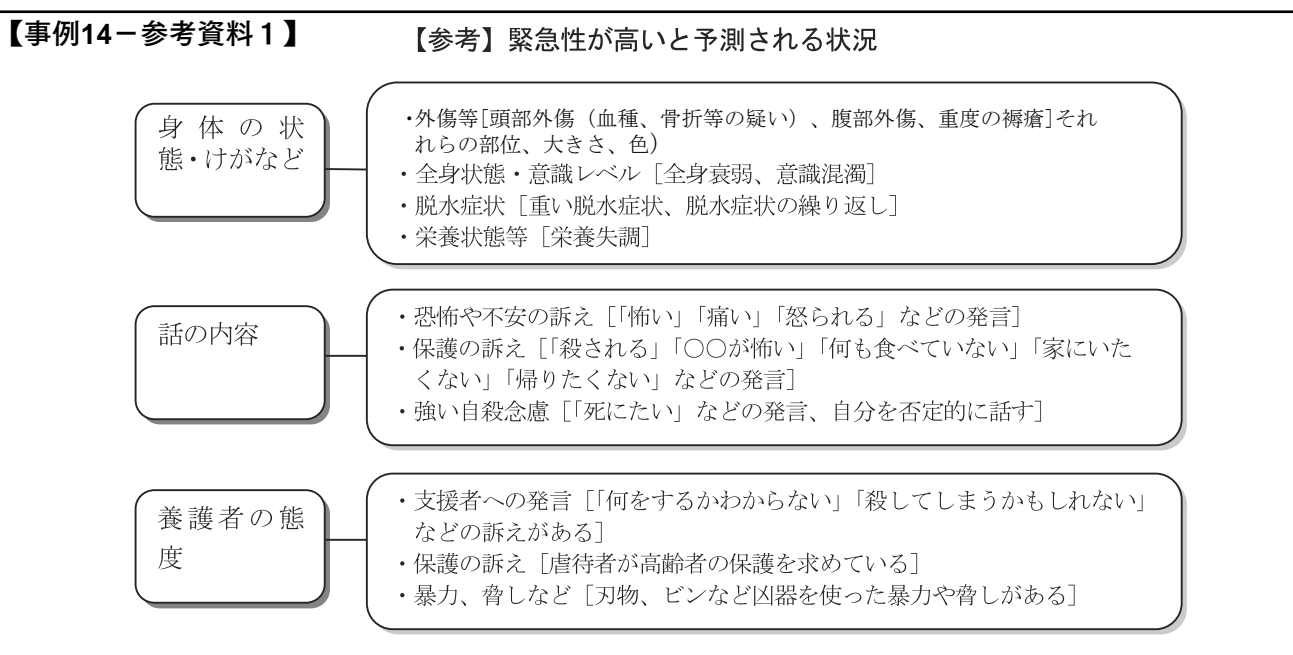 【事例14－参考資料１】
【参考】緊急性が高いと予測される状況
身体の状
態・けがなど
・外傷等[頭部外傷（血種、骨折等の疑い）、腹部外傷、重度の褥瘡]それ
れらの部位、大きさ、色）
・全身状態・意識レベル［全身衰弱、意識混濁］
・脱水症状［重い脱水症状、脱水症状の繰り返し］
・栄養状態等［栄養失調］
話の内容
・恐怖や不安の訴え［「怖い」「痛い」「怒られる」などの発言］
・保護の訴え［「殺される」「○○が怖い」「何も食べていない」「家にいた
くない」「帰りたくない」などの発言］
・強い自殺念慮［「死にたい」などの発言、自分を否定的に話す］
養護者の態
度
・支援者への発言［「何をするかわからない」「殺してしまうかもしれない」
などの訴えがある］
・保護の訴え［虐待者が高齢者の保護を求めている］
・暴力、脅しなど［刃物、ビンなど凶器を使った暴力や脅しがある］